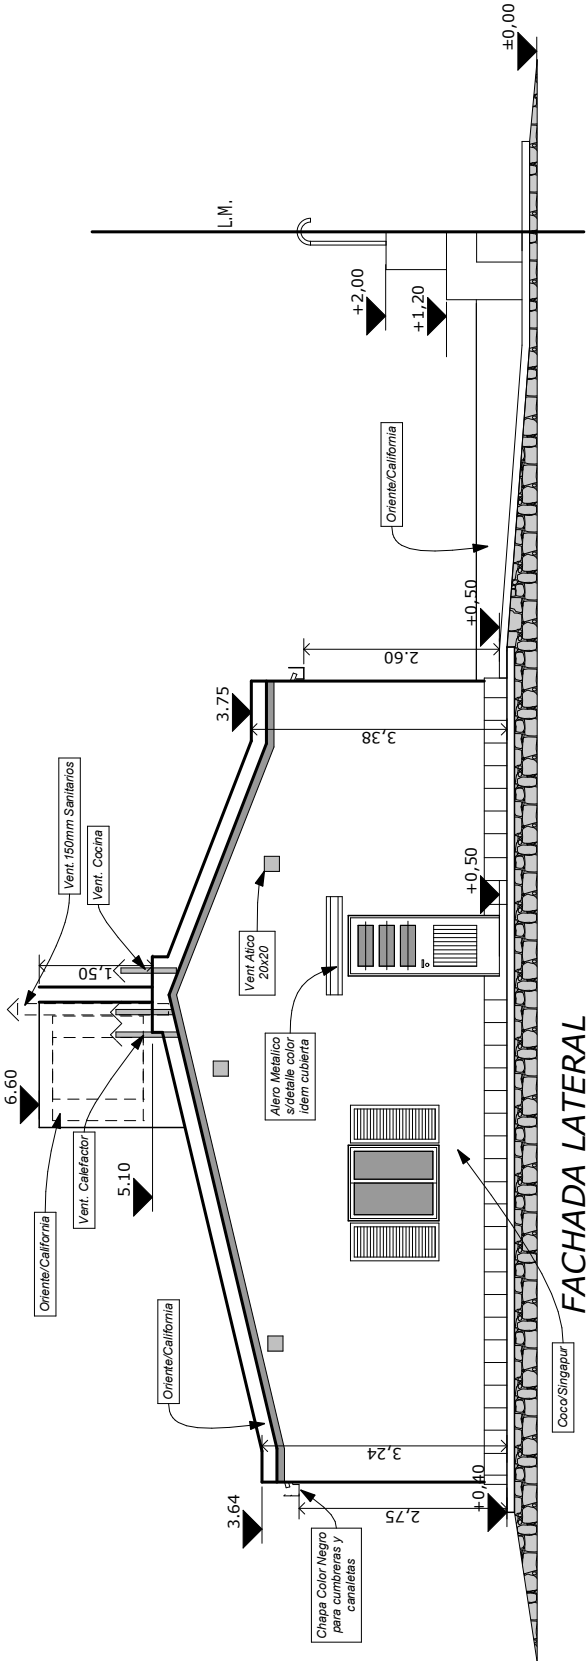 6.60
Oriente/California
Vent. Calefactor
5.10
Oriente/California
3.64
Chapa Color Negro
para cumbreras y
canaletas
2,75
+0,40
3,24
1,50
Vent.150mm Sanitarios
Vent. Cocina
Vent Atico
20x20
Alero Metalico
s/detalle color
idem cubierta
3.75
3,38
2.60
+0,50
+0,50
Oriente/California
L.M.
+2,00
+1,20
±0,00
Coco/Singapur
FACHADA LATERAL